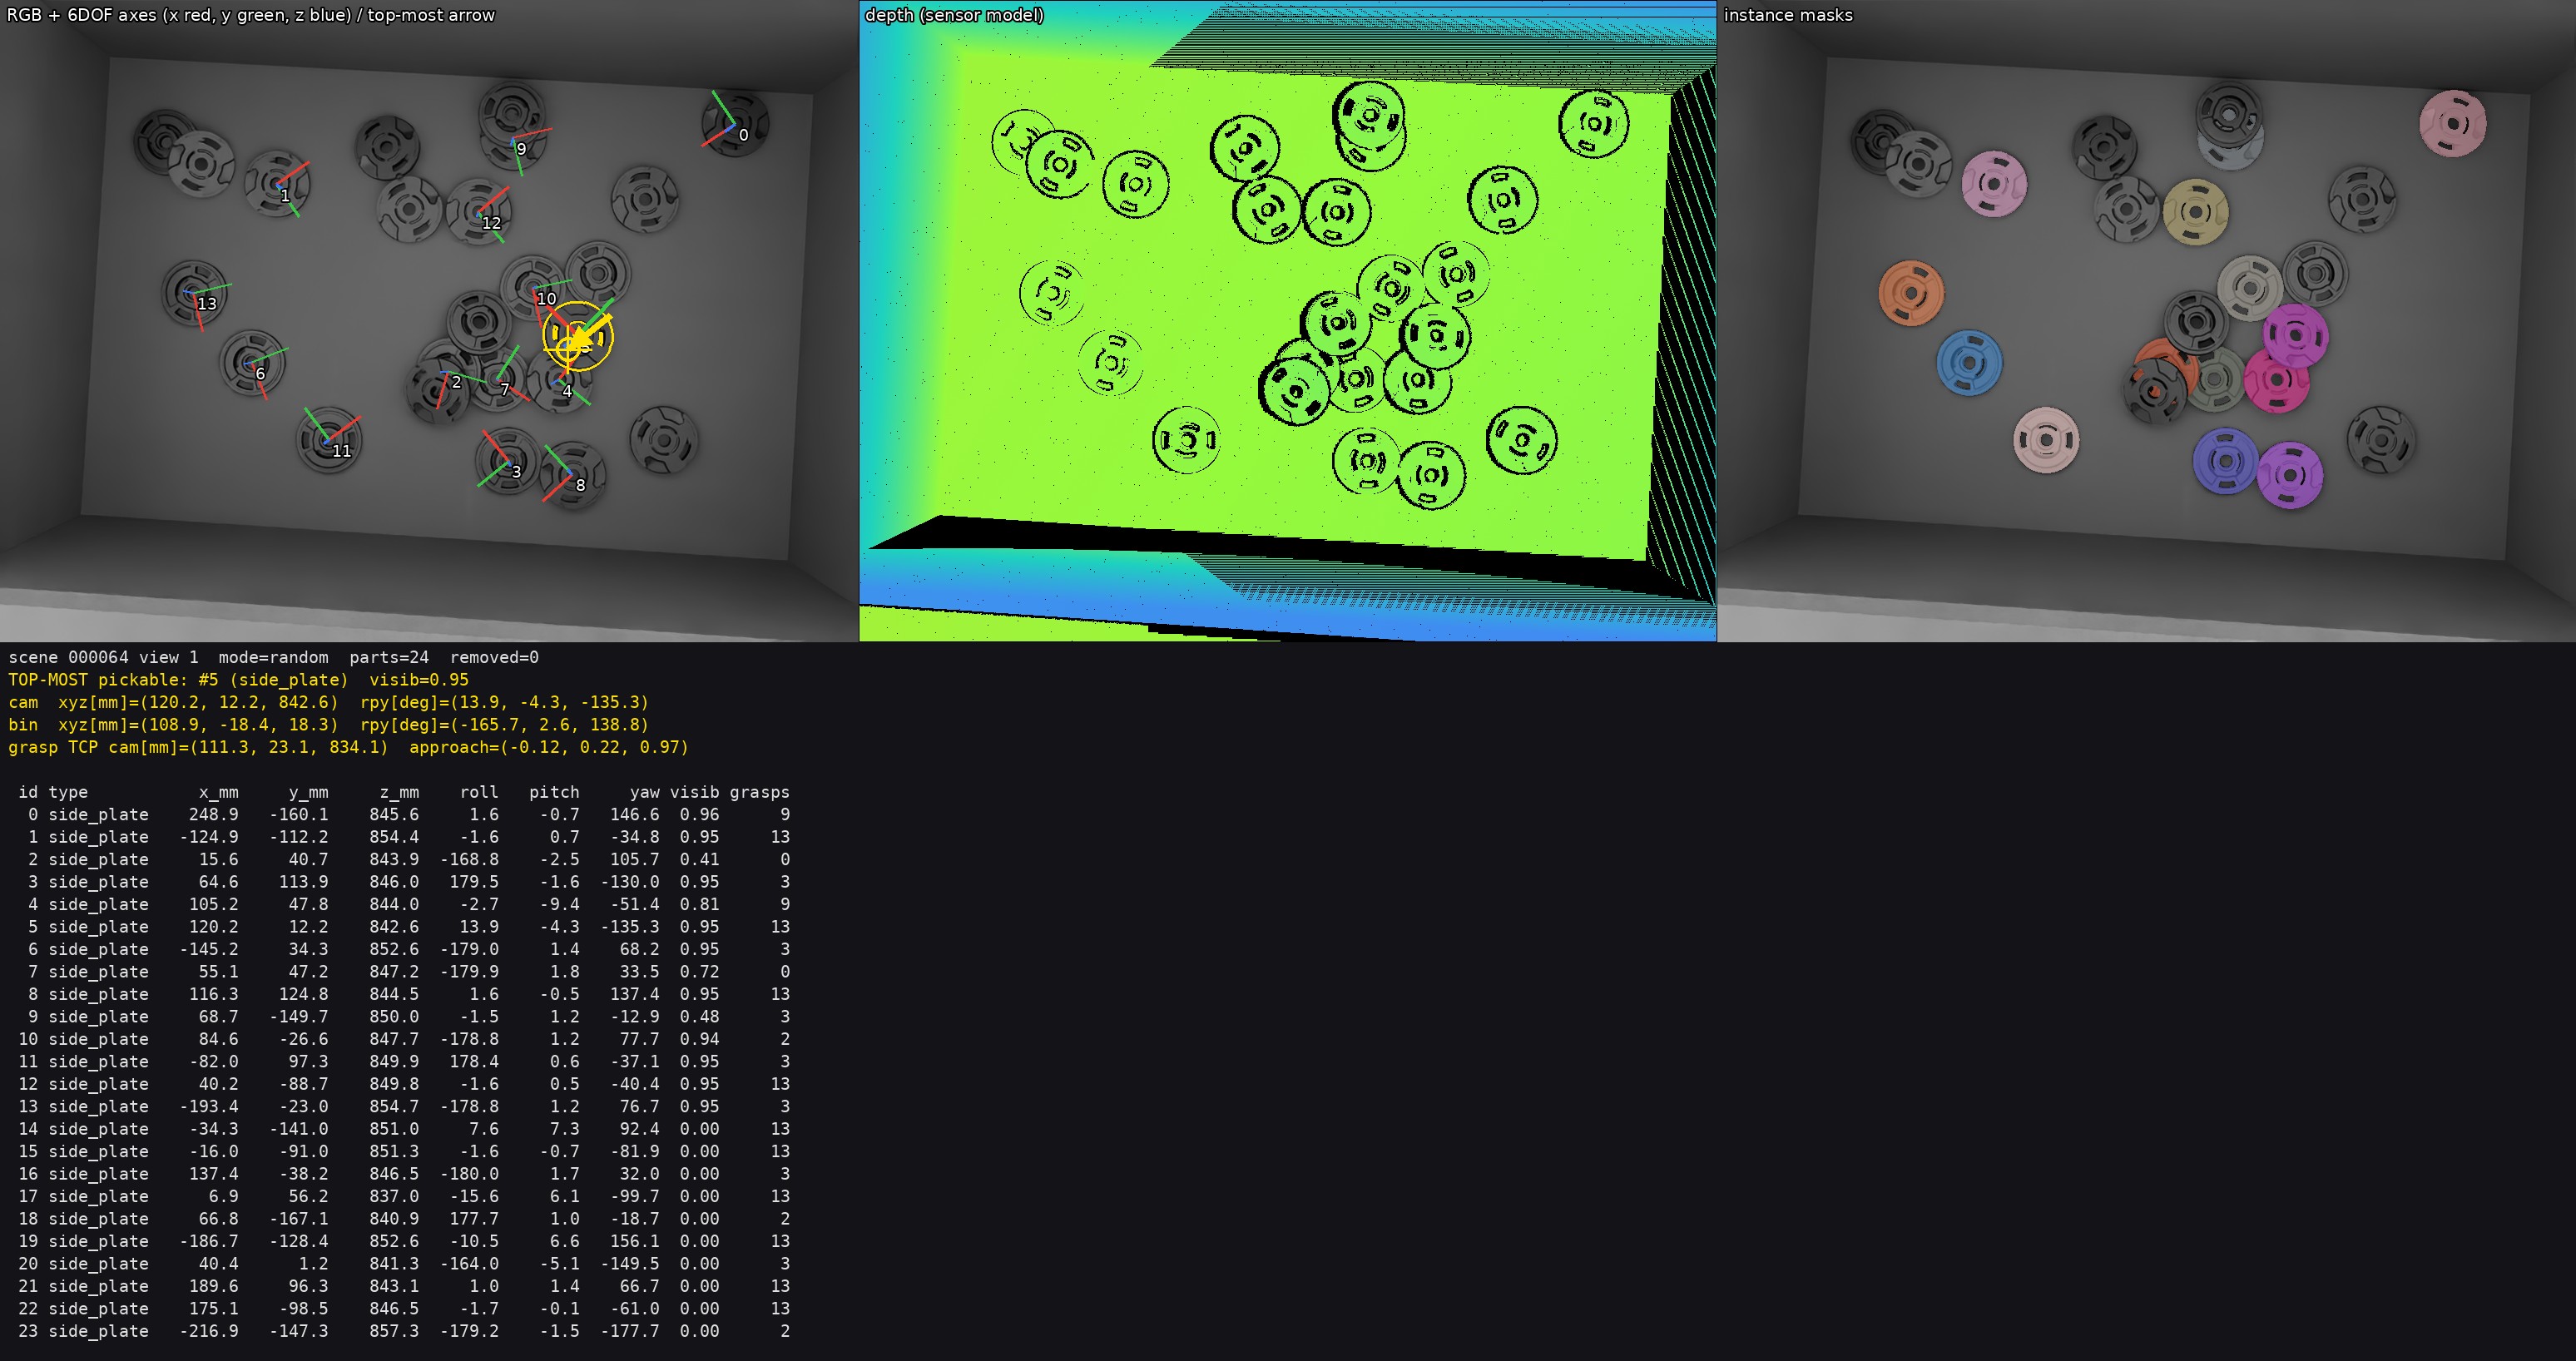 RGB + 6DOF axes (x red, y green, z blue) / top-most arrow
depth (sensor model)
instance masks
0
9
1
12
10
13
6
2
7
4
11
3
8
scene 000064 view 1  mode=random  parts=24  removed=0
TOP-MOST pickable: #5 (side_plate)  visib=0.95
cam  xyz[mm]=(120.2, 12.2, 842.6)  rpy[deg]=(13.9, -4.3, -135.3)
bin  xyz[mm]=(108.9, -18.4, 18.3)  rpy[deg]=(-165.7, 2.6, 138.8)
grasp TCP cam[mm]=(111.3, 23.1, 834.1)  approach=(-0.12, 0.22, 0.97)
id type x_mm y_mm z_mm roll pitch yaw visib grasps
0 side_plate 248.9 -160.1 845.6 1.6 -0.7 146.6 0.96 9
1 side_plate -124.9 -112.2 854.4 -1.6 0.7 -34.8 0.95 13
2 side_plate 15.6 40.7 843.9 -168.8 -2.5 105.7 0.41 0
3 side_plate 64.6 113.9 846.0 179.5 -1.6 -130.0 0.95 3
4 side_plate 105.2 47.8 844.0 -2.7 -9.4 -51.4 0.81 9
5 side_plate 120.2 12.2 842.6 13.9 -4.3 -135.3 0.95 13
6 side_plate -145.2 34.3 852.6 -179.0 1.4 68.2 0.95 3
7 side_plate 55.1 47.2 847.2 -179.9 1.8 33.5 0.72 0
8 side_plate 116.3 124.8 844.5 1.6 -0.5 137.4 0.95 13
9 side_plate 68.7 -149.7 850.0 -1.5 1.2 -12.9 0.48 3
10 side_plate 84.6 -26.6 847.7 -178.8 1.2 77.7 0.94 2
11 side_plate -82.0 97.3 849.9 178.4 0.6 -37.1 0.95 3
12 side_plate 40.2 -88.7 849.8 -1.6 0.5 -40.4 0.95 13
13 side_plate -193.4 -23.0 854.7 -178.8 1.2 76.7 0.95 3
14 side_plate -34.3 -141.0 851.0 7.6 7.3 92.4 0.00 13
15 side_plate -16.0 -91.0 851.3 -1.6 -0.7 -81.9 0.00 13
16 side_plate 137.4 -38.2 846.5 -180.0 1.7 32.0 0.00 3
17 side_plate 6.9 56.2 837.0 -15.6 6.1 -99.7 0.00 13
18 side_plate 66.8 -167.1 840.9 177.7 1.0 -18.7 0.00 2
19 side_plate -186.7 -128.4 852.6 -10.5 6.6 156.1 0.00 13
20 side_plate 40.4 1.2 841.3 -164.0 -5.1 -149.5 0.00 3
21 side_plate 189.6 96.3 843.1 1.0 1.4 66.7 0.00 13
22 side_plate 175.1 -98.5 846.5 -1.7 -0.1 -61.0 0.00 13
23 side_plate -216.9 -147.3 857.3 -179.2 -1.5 -177.7 0.00 2